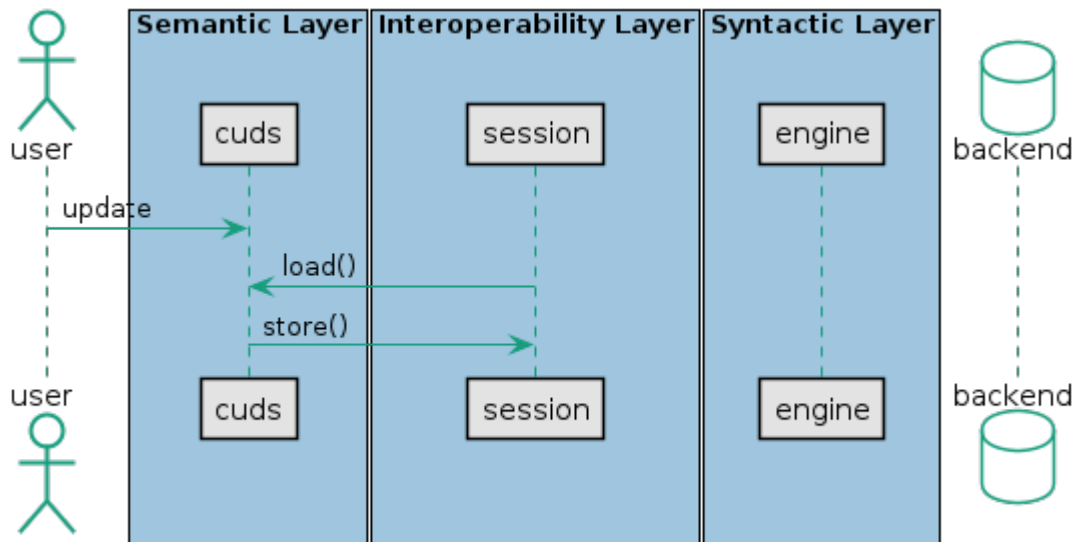 Semantic Layer Interoperability Layer Syntactic Layer
cuds session engine
user backend
update
load()
store()
user backend
cuds session engine